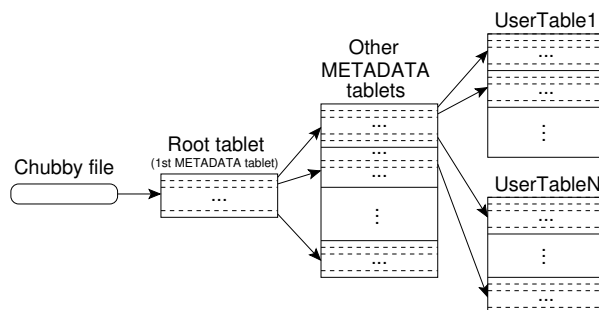 UserTable1
...
...
⋮
Other
METADATA
tablets
...
...
...
⋮
...
Root tablet
(1st METADATA tablet)
...
Chubby file
UserTableN
...
⋮
...